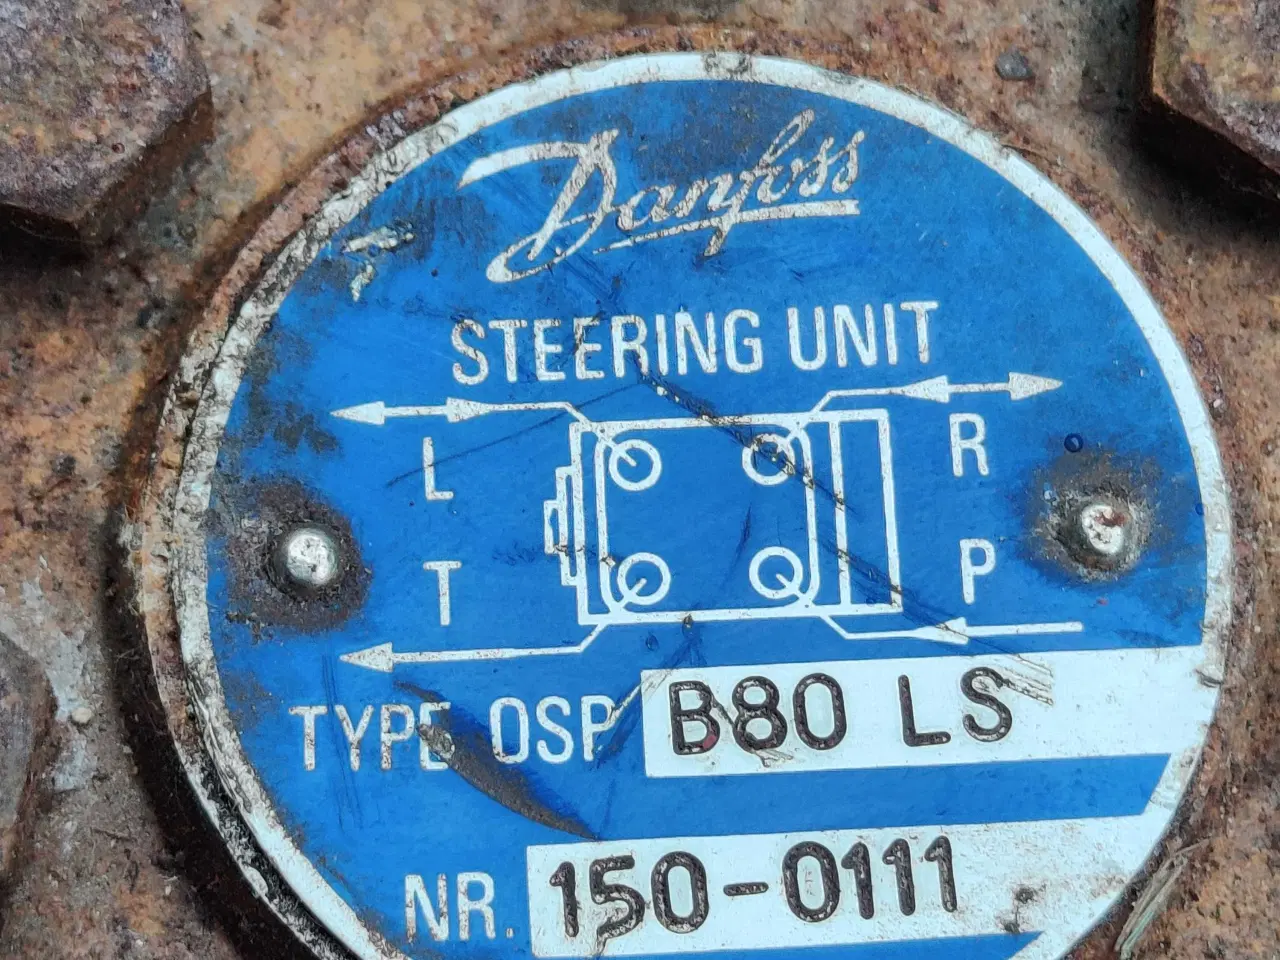 Danfoss
STEERING UNIT
L R
T P
TYPE OSP B80 LS
NR. 150-0111